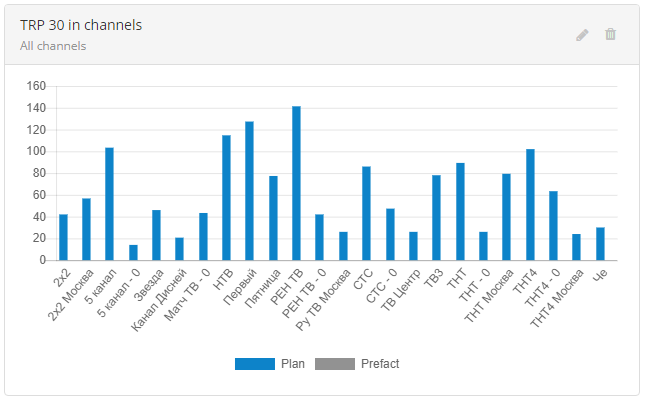 TRP 30 in channels
All channels
160
140
120
100
80
60
40
20
0
2x2
2x2 Москва
5 канал
5 канал - 0
Звезда
Канал Дисней
Матч ТВ - 0
НТВ
Первый
Пятница
РЕН ТВ
РЕН ТВ - 0
Ру ТВ Москва
СТС
СТС - 0
ТВ Центр
ТВ3
ТНТ
ТНТ - 0
ТНТ Москва
ТНТ4
ТНТ4 - 0
ТНТ4 Москва
Че
Plan
Prefact